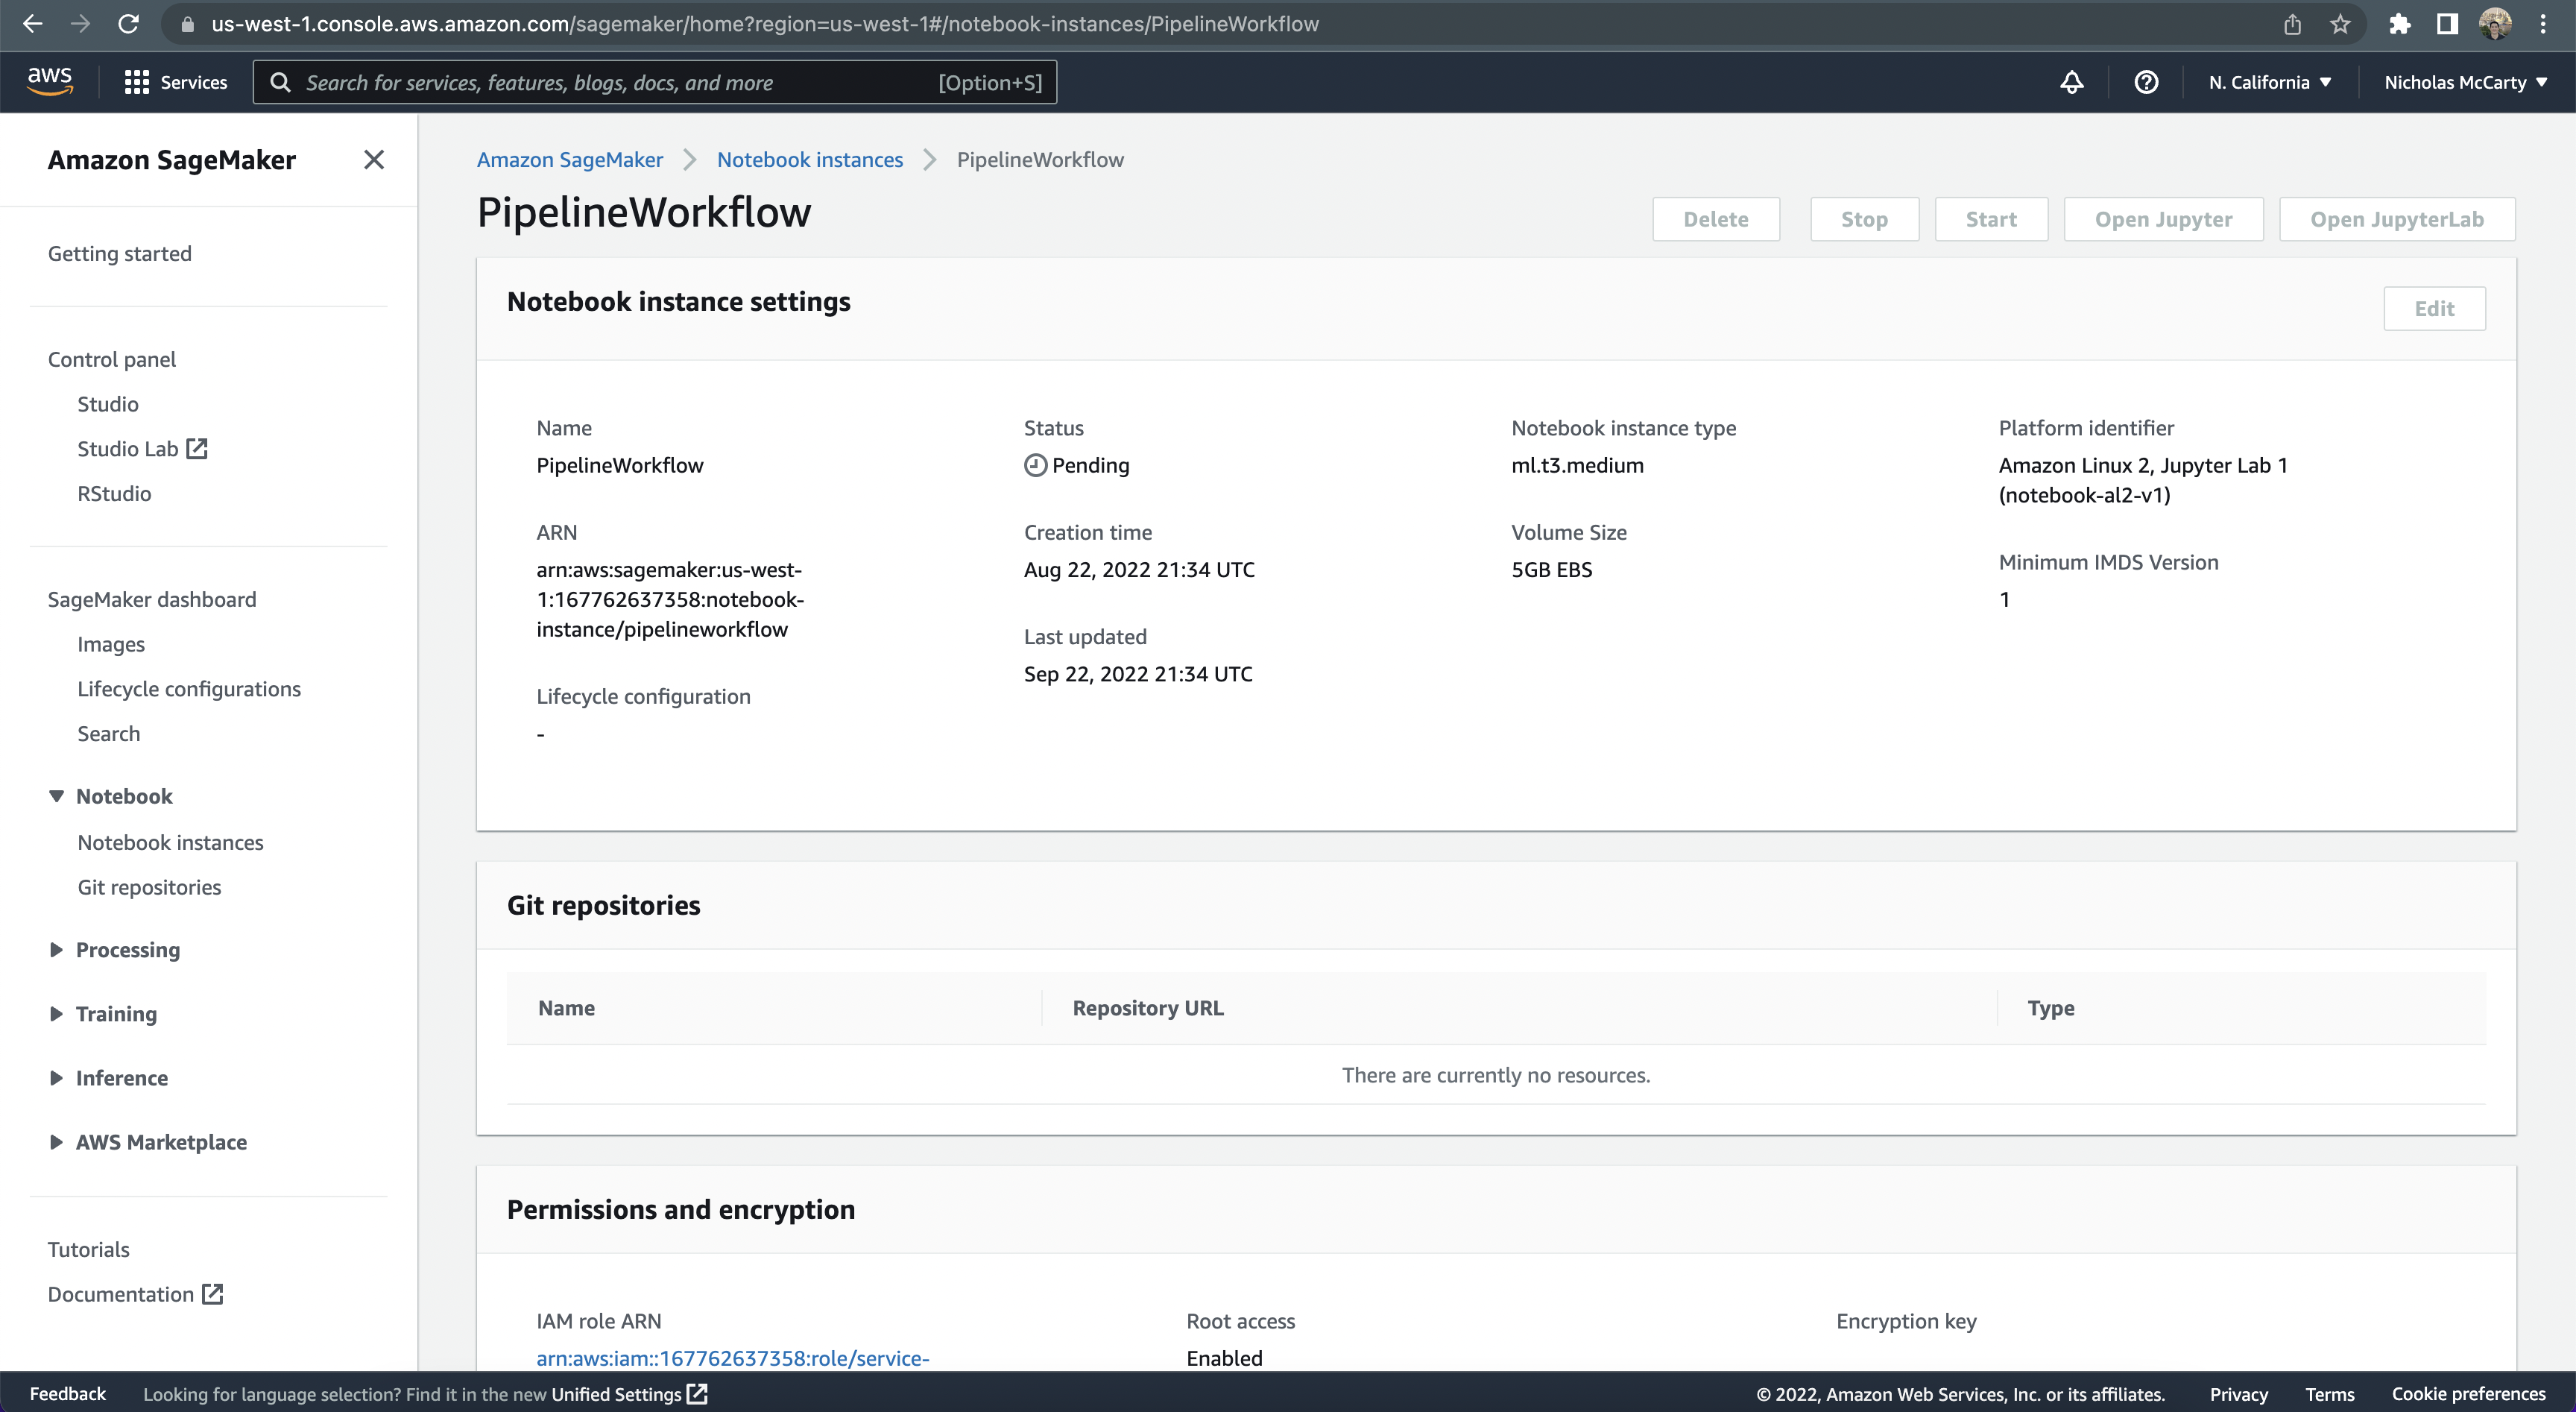 us-west-1.console.aws.amazon.com/sagemaker/home?region=us-west-1#/notebook-instances/PipelineWorkflow
aws
Services
Search for services, features, blogs, docs, and more
[Option+S]
N. California
Nicholas McCarty
Amazon SageMaker
Getting started
Control panel
Studio
Studio Lab
RStudio
SageMaker dashboard
Images
Lifecycle configurations
Search
Notebook
Notebook instances
Git repositories
Processing
Training
Inference
AWS Marketplace
Tutorials
Documentation
Amazon SageMaker
Notebook instances
PipelineWorkflow
PipelineWorkflow
Delete
Stop
Start
Open Jupyter
Open JupyterLab
Notebook instance settings
Edit
Name
PipelineWorkflow
ARN
arn:aws:sagemaker:us-west-
1:167762637358:notebook-
instance/pipelineworkflow
Lifecycle configuration
-
Status
Pending
Creation time
Aug 22, 2022 21:34 UTC
Last updated
Sep 22, 2022 21:34 UTC
Notebook instance type
ml.t3.medium
Volume Size
5GB EBS
Platform identifier
Amazon Linux 2, Jupyter Lab 1
(notebook-al2-v1)
Minimum IMDS Version
1
Git repositories
Name
Repository URL
Type
There are currently no resources.
Permissions and encryption
IAM role ARN
arn:aws:iam::167762637358:role/service-
Root access
Enabled
Encryption key
Feedback
Looking for language selection? Find it in the new Unified Settings
© 2022, Amazon Web Services, Inc. or its affiliates.
Privacy
Terms
Cookie preferences